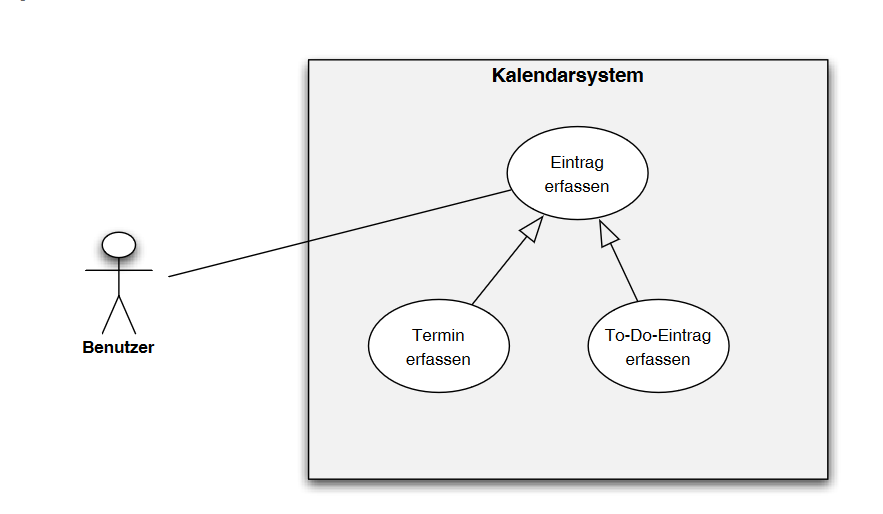 Kalendarsystem
Eintrag
erfassen
Termin
erfassen
To-Do-Eintrag
erfassen
Benutzer